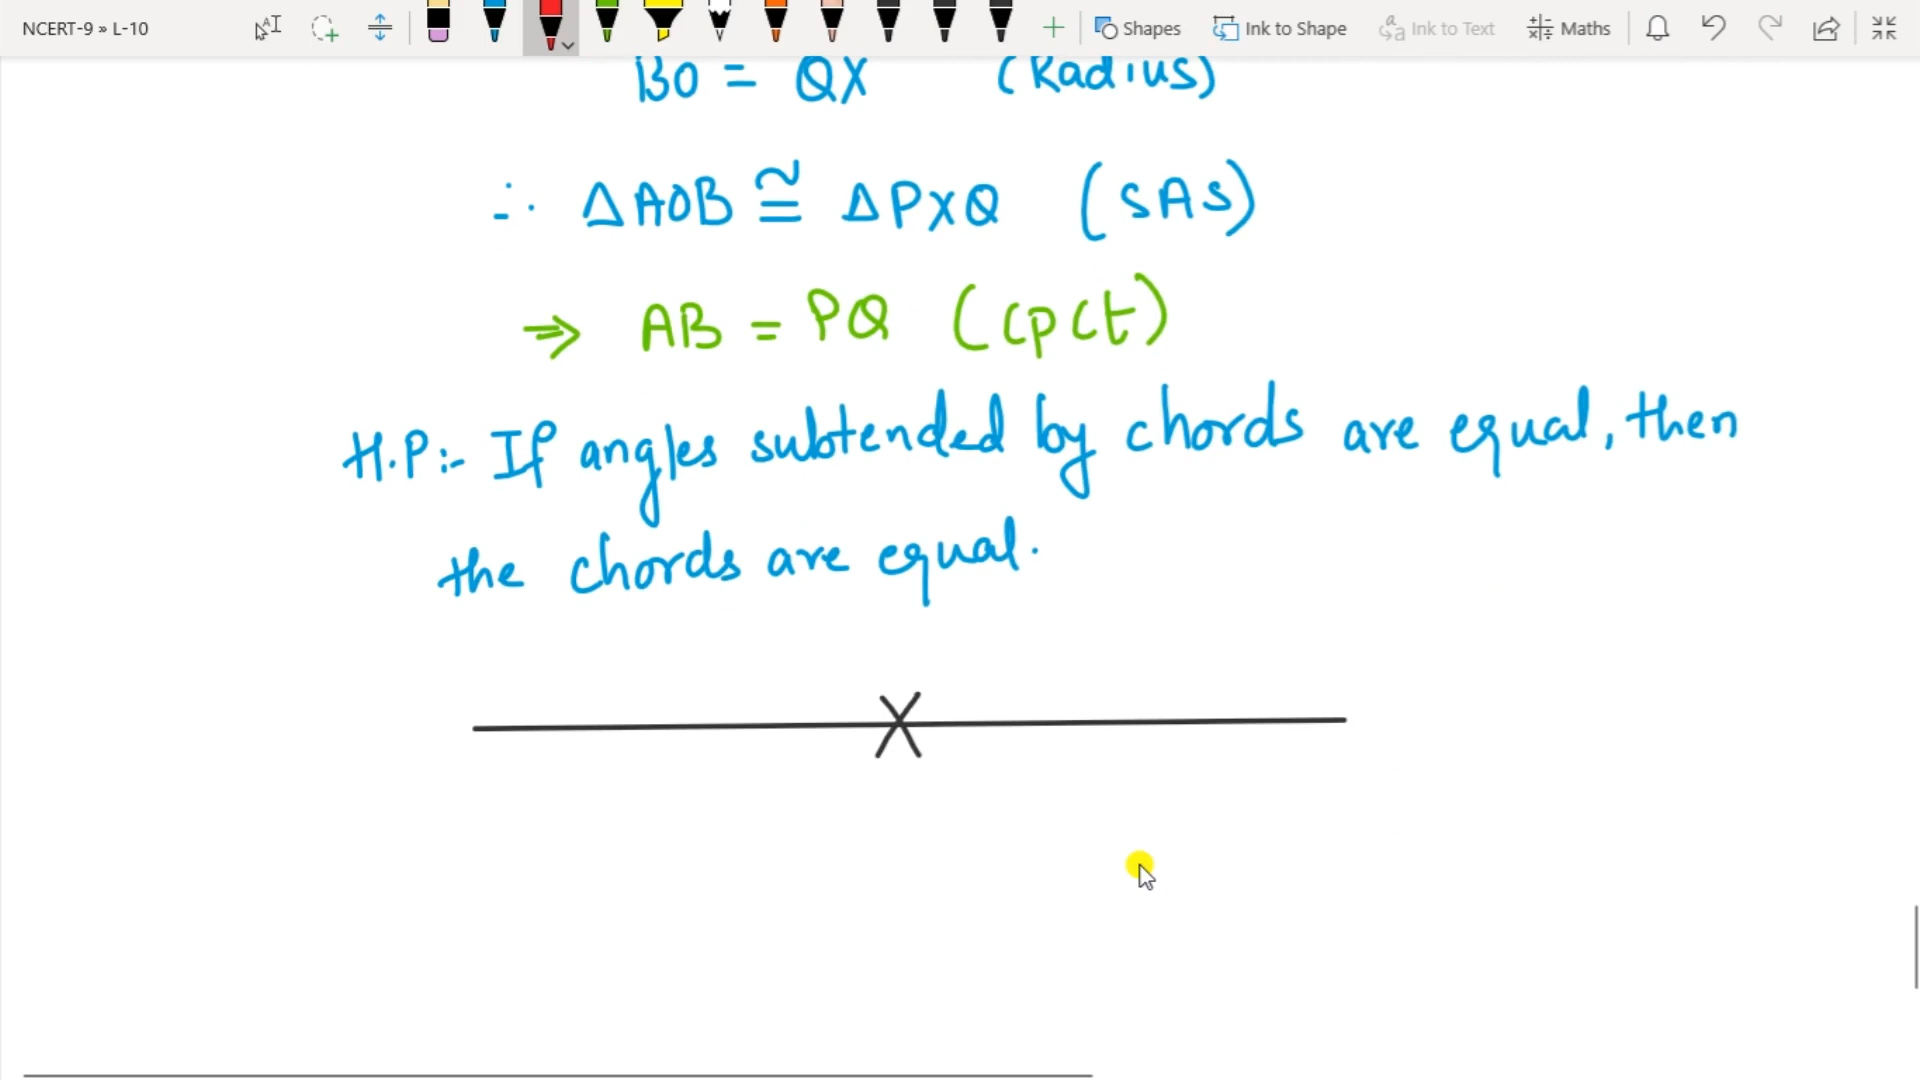 NCERT-9 » L-10 Shapes Ink to Shape Ink to Text Maths
BO = QX (Radius)
∴ ΔAOB ≅ ΔPXQ (SAS)
⇒ AB = PQ (CPCt)
H.P:- If angles subtended by chords are equal, then
the chords are equal.
X